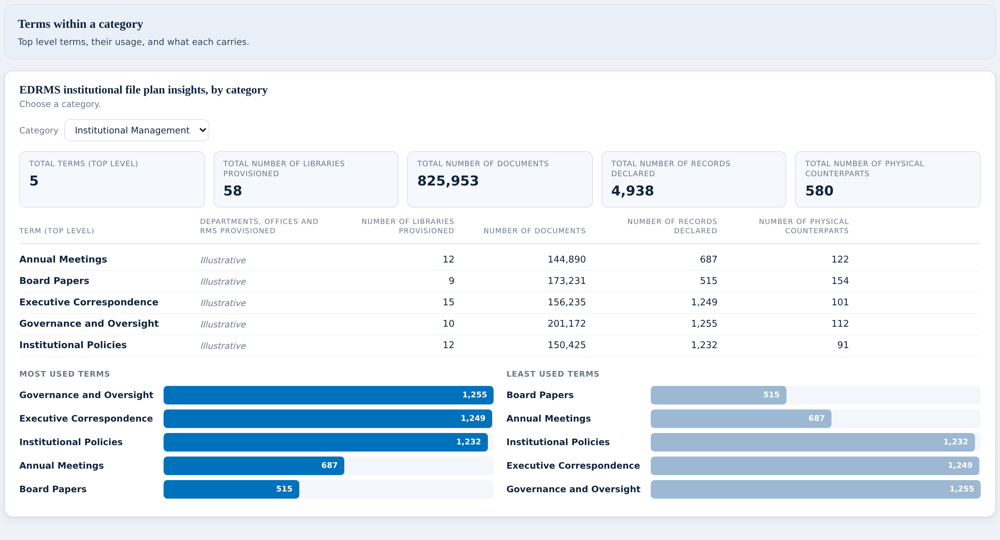 Terms within a category
Top level terms, their usage, and what each carries.
EDRMS institutional file plan insights, by category
Choose a category.
Category Institutional Management
TOTAL TERMS (TOP LEVEL)
5
TOTAL NUMBER OF LIBRARIES
PROVISIONED
58
TOTAL NUMBER OF DOCUMENTS
825,953
TOTAL NUMBER OF RECORDS
DECLARED
4,938
TOTAL NUMBER OF PHYSICAL
COUNTERPARTS
580
TERM (TOP LEVEL)
DEPARTMENTS, OFFICES AND
RMS PROVISIONED
NUMBER OF LIBRARIES
PROVISIONED
NUMBER OF DOCUMENTS
NUMBER OF RECORDS
DECLARED
NUMBER OF PHYSICAL
COUNTERPARTS
Annual Meetings Illustrative 12 144,890 687 122
Board Papers Illustrative 9 173,231 515 154
Executive Correspondence Illustrative 15 156,235 1,249 101
Governance and Oversight Illustrative 10 201,172 1,255 112
Institutional Policies Illustrative 12 150,425 1,232 91
MOST USED TERMS
Governance and Oversight 1,255
Executive Correspondence 1,249
Institutional Policies 1,232
Annual Meetings 687
Board Papers 515
LEAST USED TERMS
Board Papers 515
Annual Meetings 687
Institutional Policies 1,232
Executive Correspondence 1,249
Governance and Oversight 1,255